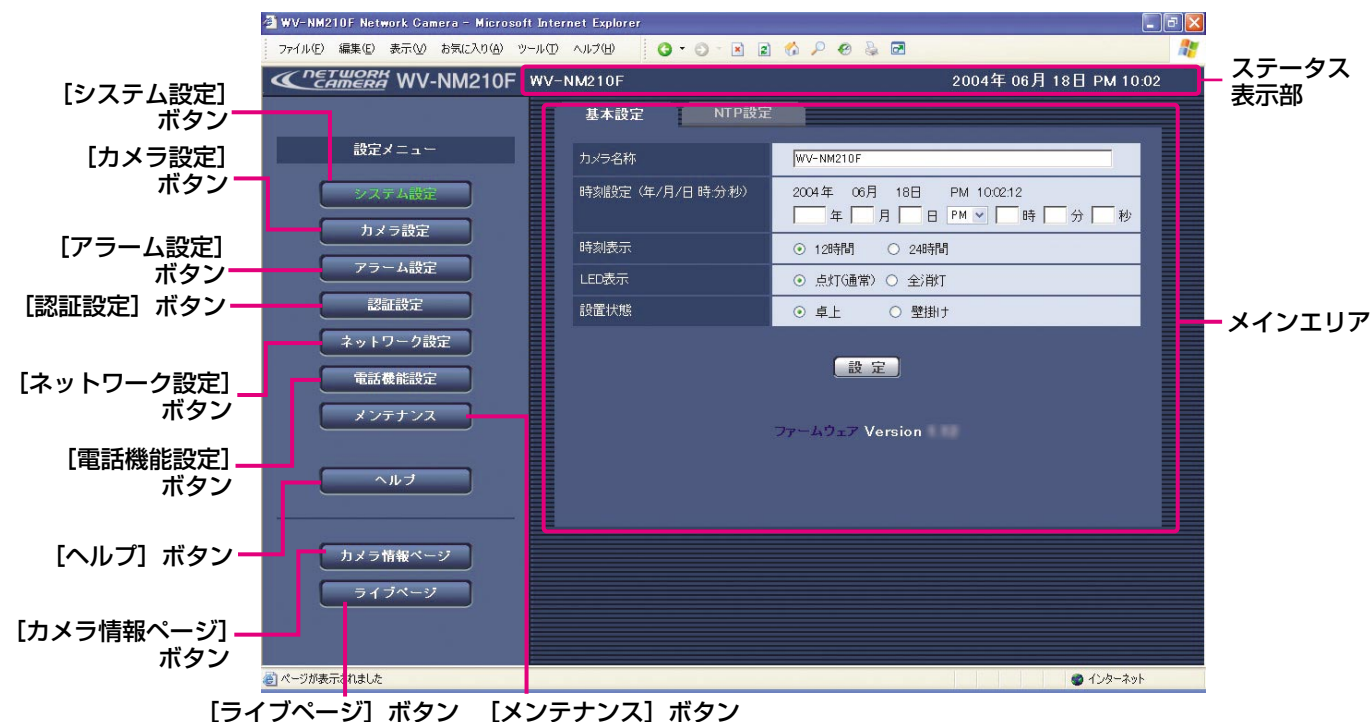 WV-NM210F Network Camera - Microsoft Internet Explorer
ファイル(F) 編集(E) 表示(V) お気に入り(A) ツール(T) ヘルプ(H)
NETWORK CAMERA WV-NM210F
WV-NM210F 2004年 06月 18日 PM 10:02
ステータス
表示部
[システム設定]
ボタン
[カメラ設定]
ボタン
[アラーム設定]
ボタン
[認証設定] ボタン
[ネットワーク設定]
ボタン
[電話機能設定]
ボタン
[ヘルプ] ボタン
[カメラ情報ページ]
ボタン
設定メニュー
システム設定
カメラ設定
アラーム設定
認証設定
ネットワーク設定
電話機能設定
メンテナンス
ヘルプ
カメラ情報ページ
ライブページ
基本設定 NTP設定
カメラ名称 WV-NM210F
時刻設定 (年/月/日 時:分:秒) 2004年 06月 18日 PM 10:02:12
年 月 日 PM 時 分 秒
時刻表示 12時間 24時間
LED表示 点灯(通常) 全消灯
設置状態 卓上 壁掛け
設 定
ファームウェア Version
メインエリア
ページが表示されました インターネット
[ライブページ] ボタン [メンテナンス] ボタン